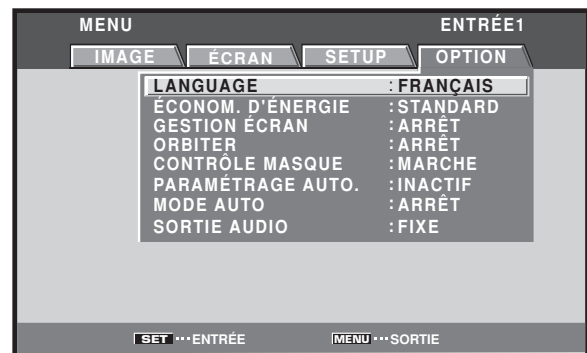 MENU ENTRÉE1
IMAGE ÉCRAN SETUP OPTION
LANGUAGE : FRANÇAIS
ÉCONOM. D'ÉNERGIE : STANDARD
GESTION ÉCRAN : ARRÊT
ORBITER : ARRÊT
CONTRÔLE MASQUE : MARCHE
PARAMÉTRAGE AUTO. : INACTIF
MODE AUTO : ARRÊT
SORTIE AUDIO : FIXE
SET ··· ENTRÉE MENU ··· SORTIE